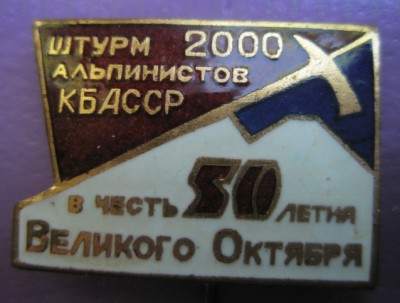 ШТУРМ 2000
АЛЬПИНИСТОВ
КБАССР
В ЧЕСТЬ 50 ЛЕТИЯ
ВЕЛИКОГО ОКТЯБРЯ